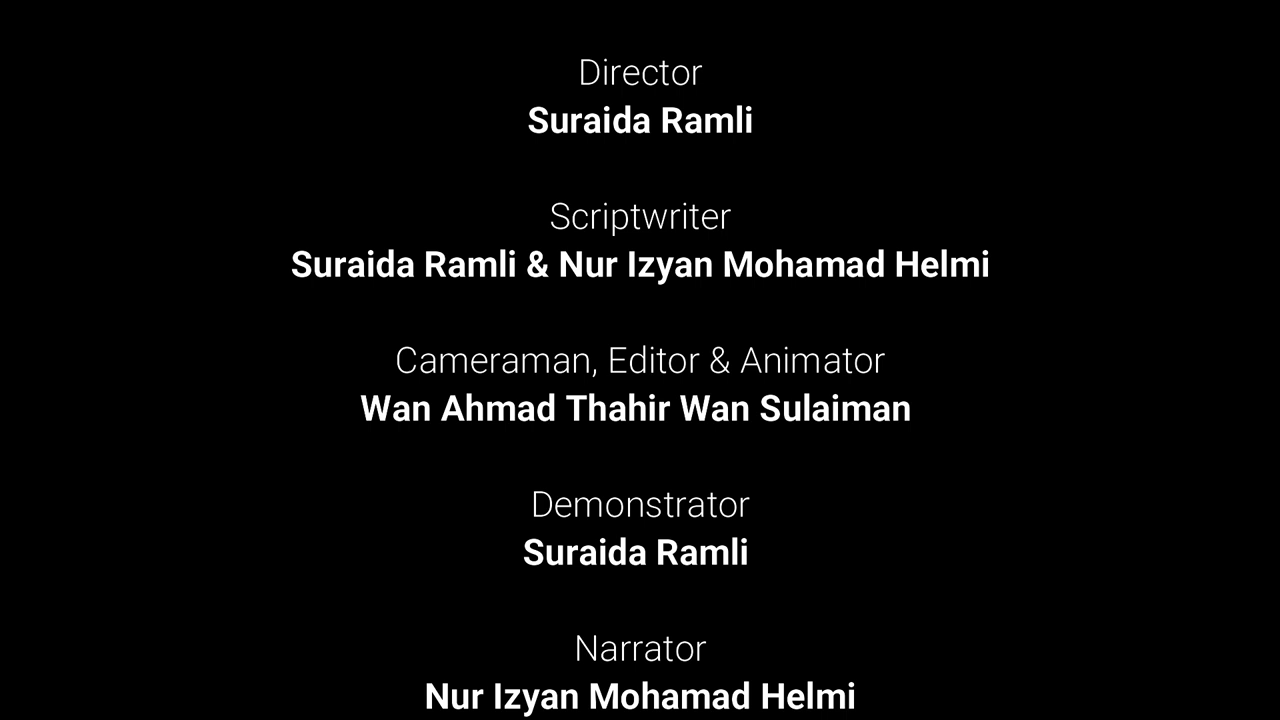 Director
Suraida Ramli
Scriptwriter
Suraida Ramli & Nur Izyan Mohamad Helmi
Cameraman, Editor & Animator
Wan Ahmad Thahir Wan Sulaiman
Demonstrator
Suraida Ramli
Narrator
Nur Izyan Mohamad Helmi